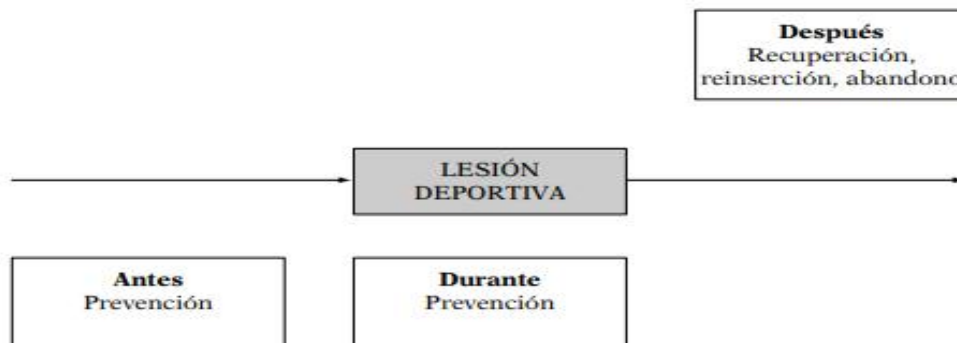 Después
Recuperación,
reinserción, abandono
LESIÓN
DEPORTIVA
Antes
Prevención
Durante
Prevención